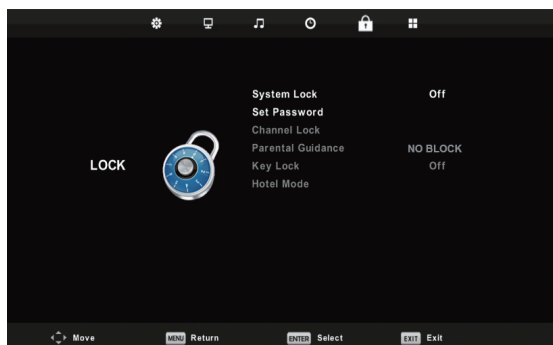 System Lock Off
Set Password
Channel Lock
Parental Guidance NO BLOCK
Key Lock Off
Hotel Mode
LOCK
Move MENU Return ENTER Select EXIT Exit